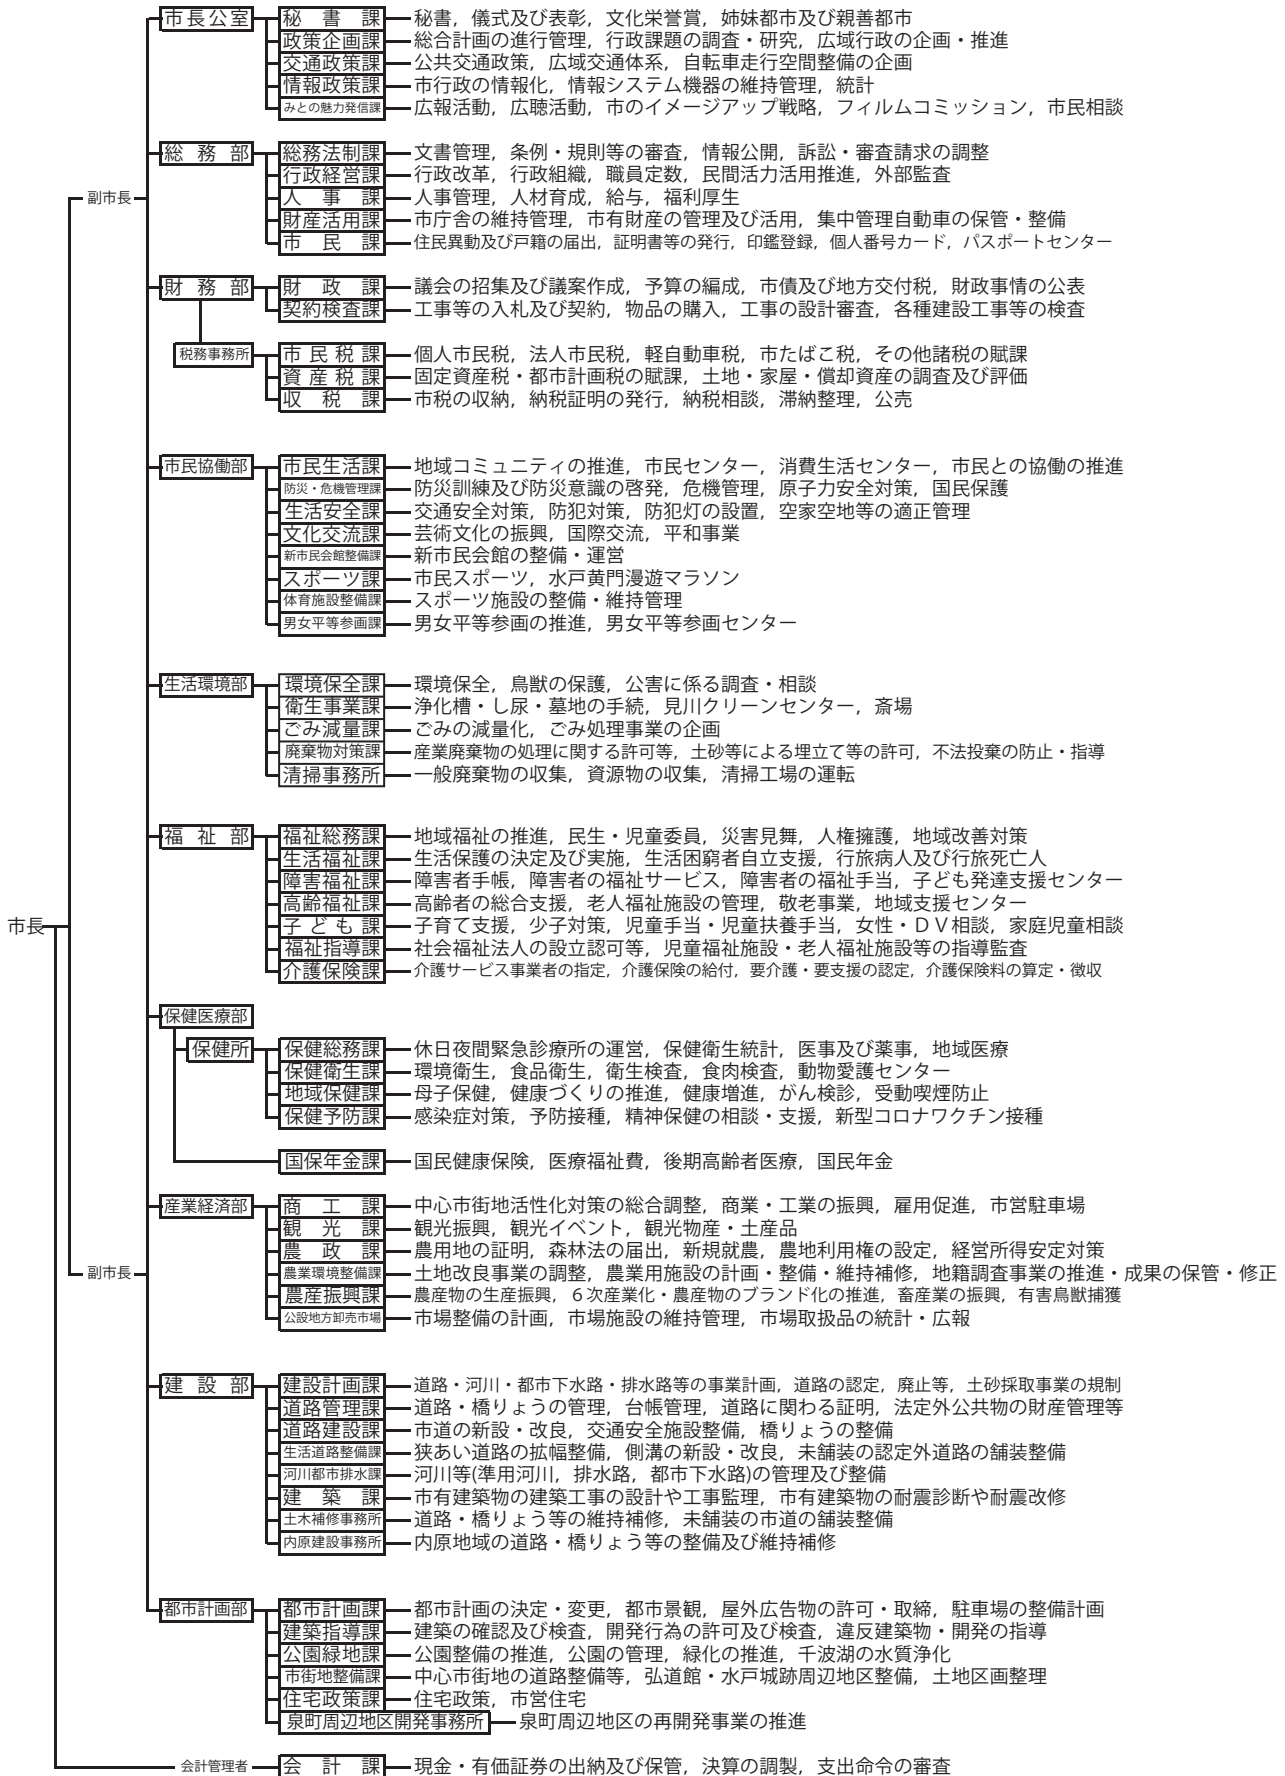 市長公室 秘書課 秘書，儀式及び表彰，文化栄誉賞，姉妹都市及び親善都市
政策企画課 総合計画の進行管理，行政課題の調査・研究，広域行政の企画・推進
交通政策課 公共交通政策，広域交通体系，自転車走行空間整備の企画
情報政策課 市行政の情報化，情報システム機器の維持管理，統計
みとの魅力発信課 広報活動，広聴活動，市のイメージアップ戦略，フィルムコミッション，市民相談
総務部 総務法制課 文書管理，条例・規則等の審査，情報公開，訴訟・審査請求の調整
行政経営課 行政改革，行政組織，職員定数，民間活力活用推進，外部監査
副市長 人事課 人事管理，人材育成，給与，福利厚生
財産活用課 市庁舎の維持管理，市有財産の管理及び活用，集中管理自動車の保管・整備
市民課 住民異動及び戸籍の届出，証明書等の発行，印鑑登録，個人番号カード，パスポートセンター
財務部 財政課 議会の招集及び議案作成，予算の編成，市債及び地方交付税，財政事情の公表
契約検査課 工事等の入札及び契約，物品の購入，工事の設計審査，各種建設工事等の検査
税務事務所 市民税課 個人市民税，法人市民税，軽自動車税，市たばこ税，その他諸税の賦課
資産税課 固定資産税・都市計画税の賦課，土地・家屋・償却資産の調査及び評価
収税課 市税の収納，納税証明の発行，納税相談，滞納整理，公売
市民協働部 市民生活課 地域コミュニティの推進，市民センター，消費生活センター，市民との協働の推進
防災・危機管理課 防災訓練及び防災意識の啓発，危機管理，原子力安全対策，国民保護
生活安全課 交通安全対策，防犯対策，防犯灯の設置，空家空地等の適正管理
文化交流課 芸術文化の振興，国際交流，平和事業
新市民会館整備課 新市民会館の整備・運営
スポーツ課 市民スポーツ，水戸黄門漫遊マラソン
体育施設整備課 スポーツ施設の整備・維持管理
男女平等参画課 男女平等参画の推進，男女平等参画センター
生活環境部 環境保全課 環境保全，鳥獣の保護，公害に係る調査・相談
衛生事業課 浄化槽・し尿・墓地の手続，見川クリーンセンター，斎場
ごみ減量課 ごみの減量化，ごみ処理事業の企画
廃棄物対策課 産業廃棄物の処理に関する許可等，土砂等による埋立て等の許可，不法投棄の防止・指導
清掃事務所 一般廃棄物の収集，資源物の収集，清掃工場の運転
福祉部 福祉総務課 地域福祉の推進，民生・児童委員，災害見舞，人権擁護，地域改善対策
生活福祉課 生活保護の決定及び実施，生活困窮者自立支援，行旅病人及び行旅死亡人
障害福祉課 障害者手帳，障害者の福祉サービス，障害者の福祉手当，子ども発達支援センター
高齢福祉課 高齢者の総合支援，老人福祉施設の管理，敬老事業，地域支援センター
市長 子ども課 子育て支援，少子対策，児童手当・児童扶養手当，女性・ＤＶ相談，家庭児童相談
福祉指導課 社会福祉法人の設立認可等，児童福祉施設・老人福祉施設等の指導監査
介護保険課 介護サービス事業者の指定，介護保険の給付，要介護・要支援の認定，介護保険料の算定・徴収
保健医療部
保健所 保健総務課 休日夜間緊急診療所の運営，保健衛生統計，医事及び薬事，地域医療
保健衛生課 環境衛生，食品衛生，衛生検査，食肉検査，動物愛護センター
地域保健課 母子保健，健康づくりの推進，健康増進，がん検診，受動喫煙防止
保健予防課 感染症対策，予防接種，精神保健の相談・支援，新型コロナワクチン接種
国保年金課 国民健康保険，医療福祉費，後期高齢者医療，国民年金
産業経済部 商工課 中心市街地活性化対策の総合調整，商業・工業の振興，雇用促進，市営駐車場
観光課 観光振興，観光イベント，観光物産・土産品
農政課 農用地の証明，森林法の届出，新規就農，農地利用権の設定，経営所得安定対策
副市長 農業環境整備課 土地改良事業の調整，農業用施設の計画・整備・維持補修，地籍調査事業の推進・成果の保管・修正
農産振興課 農産物の生産振興，６次産業化・農産物のブランド化の推進，畜産業の振興，有害鳥獣捕獲
公設地方卸売市場 市場整備の計画，市場施設の維持管理，市場取扱品の統計・広報
建設部 建設計画課 道路・河川・都市下水路・排水路等の事業計画，道路の認定，廃止等，土砂採取事業の規制
道路管理課 道路・橋りょうの管理，台帳管理，道路に関わる証明，法定外公共物の財産管理等
道路建設課 市道の新設・改良，交通安全施設整備，橋りょうの整備
生活道路整備課 狭あい道路の拡幅整備，側溝の新設・改良，未舗装の認定外道路の舗装整備
河川都市排水課 河川等(準用河川，排水路，都市下水路)の管理及び整備
建築課 市有建築物の建築工事の設計や工事監理，市有建築物の耐震診断や耐震改修
土木補修事務所 道路・橋りょう等の維持補修，未舗装の市道の舗装整備
内原建設事務所 内原地域の道路・橋りょう等の整備及び維持補修
都市計画部 都市計画課 都市計画の決定・変更，都市景観，屋外広告物の許可・取締，駐車場の整備計画
建築指導課 建築の確認及び検査，開発行為の許可及び検査，違反建築物・開発の指導
公園緑地課 公園整備の推進，公園の管理，緑化の推進，千波湖の水質浄化
市街地整備課 中心市街地の道路整備等，弘道館・水戸城跡周辺地区整備，土地区画整理
住宅政策課 住宅政策，市営住宅
泉町周辺地区開発事務所 泉町周辺地区の再開発事業の推進
会計管理者 会計課 現金・有価証券の出納及び保管，決算の調製，支出命令の審査